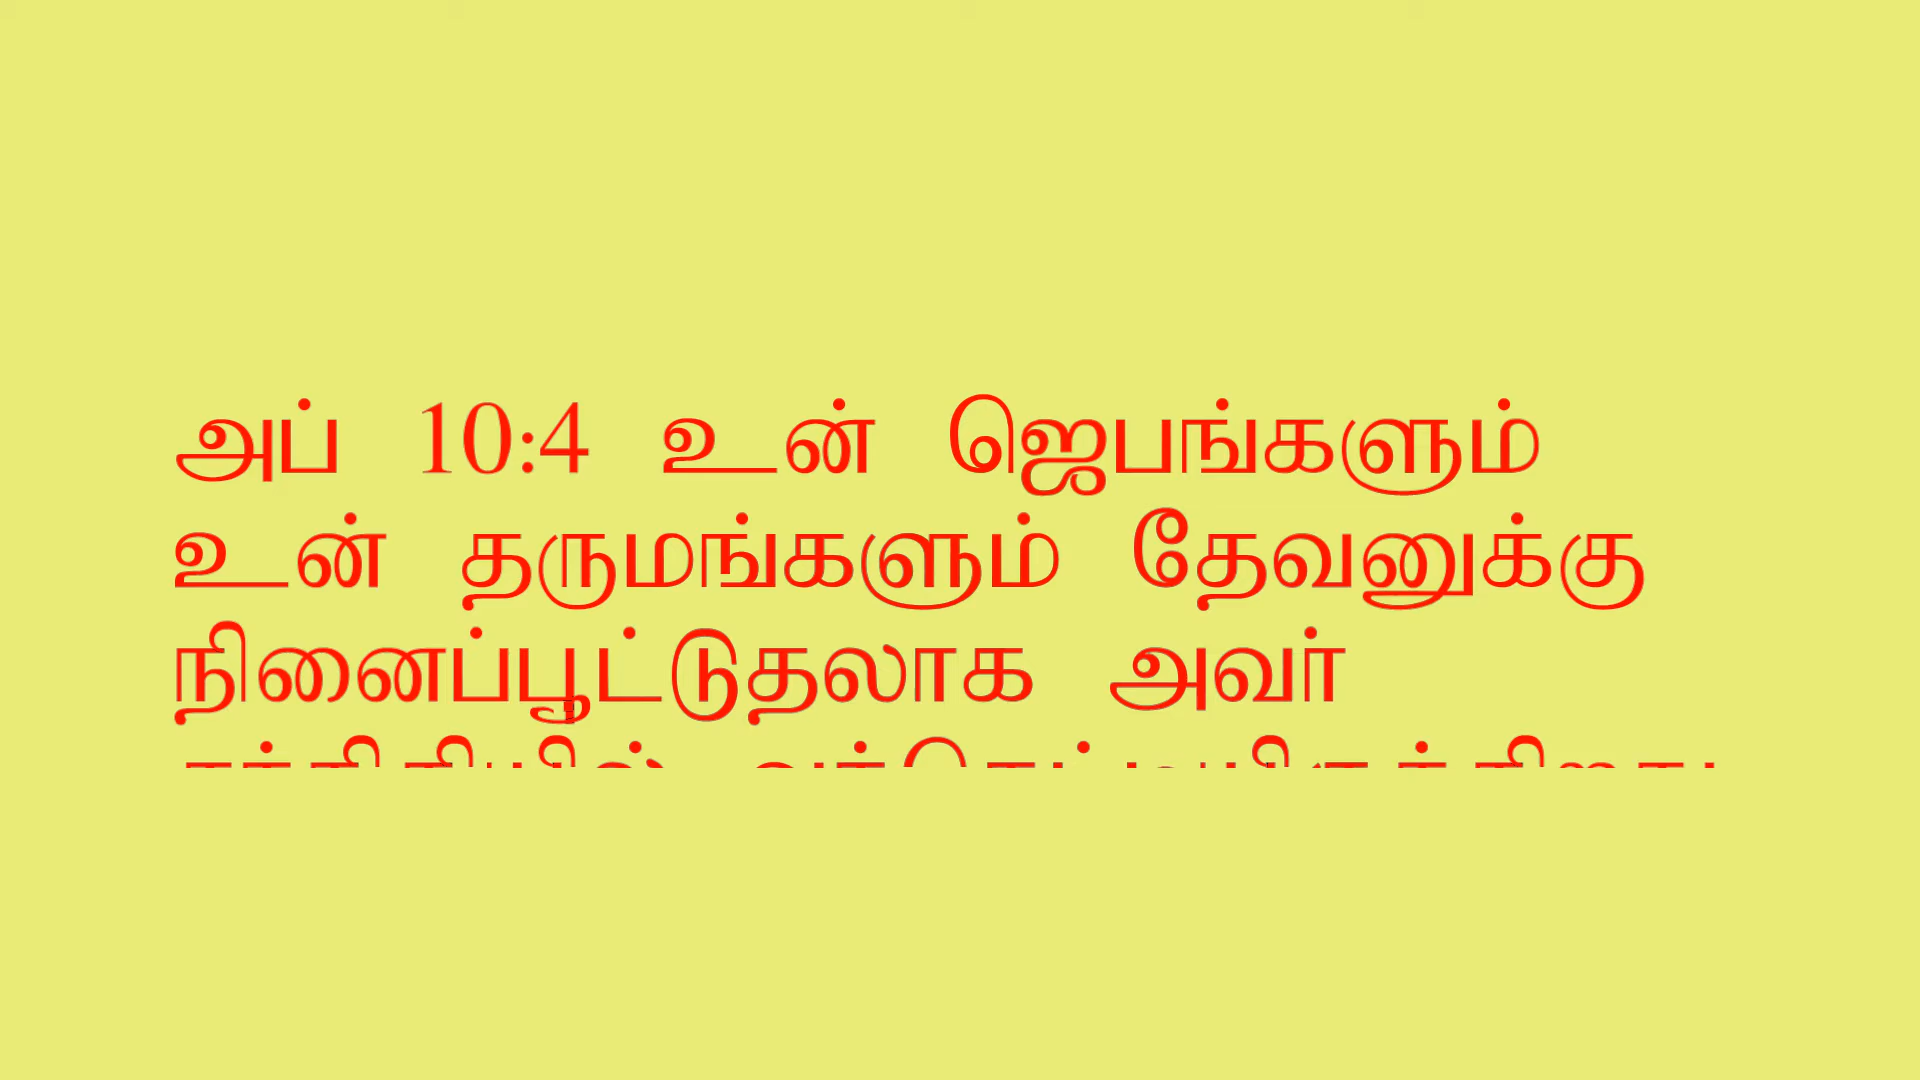 அப் 10:4 உன் ஜெபங்களும்
உன் தருமங்களும் தேவனுக்கு
நினைப்பூட்டுதலாக அவர்